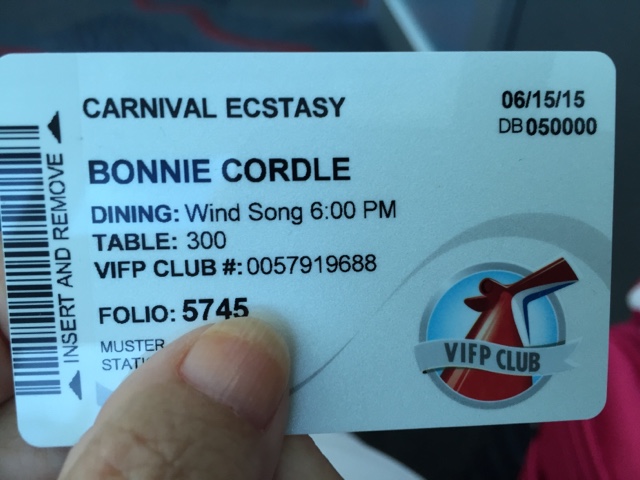 CARNIVAL ECSTASY
06/15/15
DB 050000
BONNIE CORDLE
DINING: Wind Song 6:00 PM
TABLE: 300
VIFP CLUB #: 0057919688
FOLIO: 5745
MUSTER
INSERT AND REMOVE
VIFP CLUB